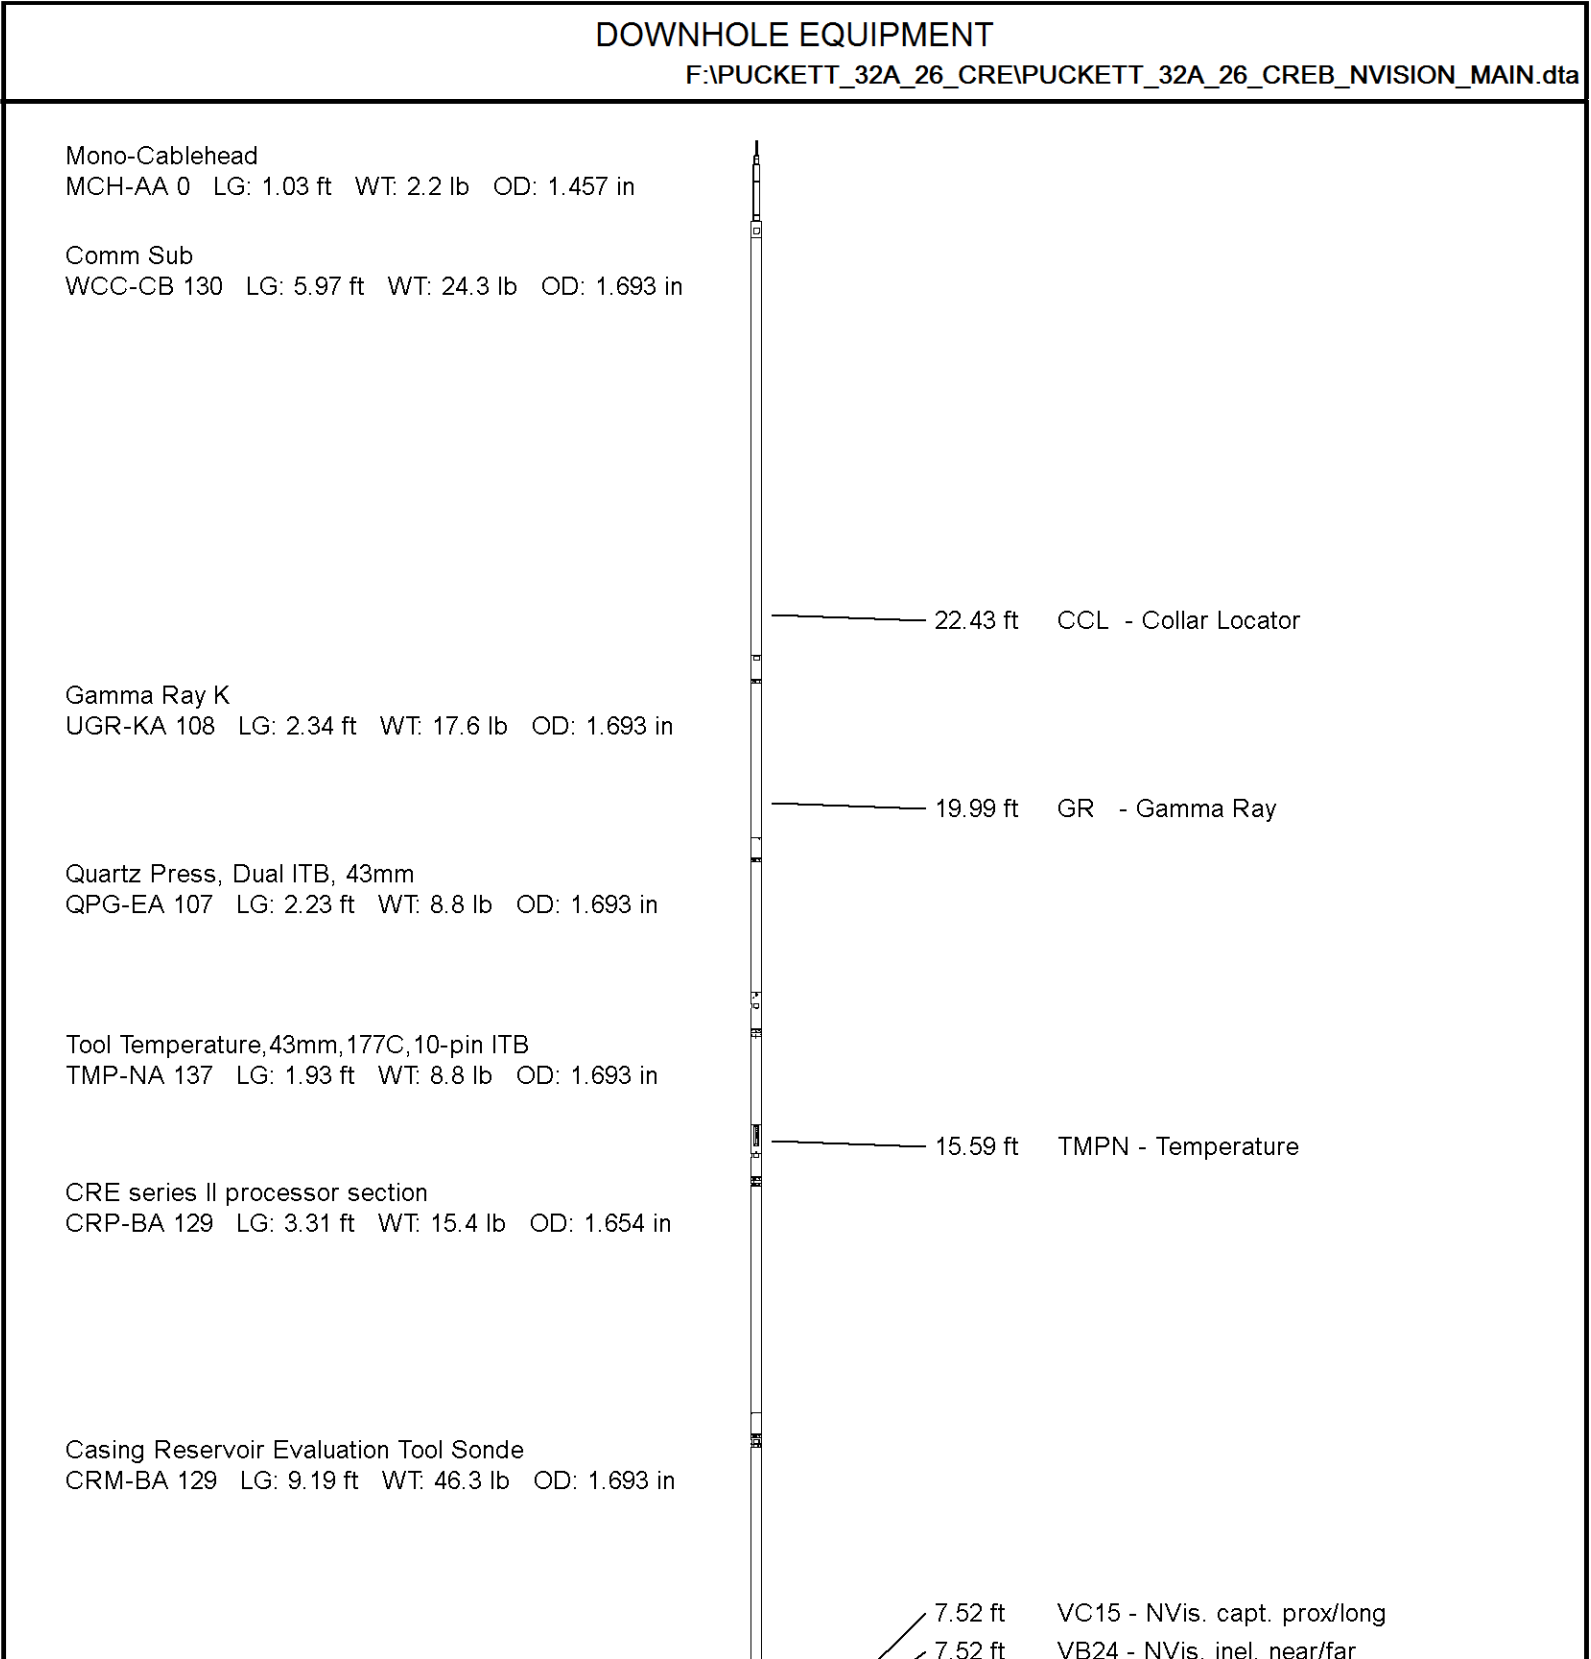 DOWNHOLE EQUIPMENT
F:\PUCKETT_32A_26_CRE\PUCKETT_32A_26_CREB_NVISION_MAIN.dta
Mono-Cablehead
MCH-AA 0 LG: 1.03 ft WT: 2.2 lb OD: 1.457 in
Comm Sub
WCC-CB 130 LG: 5.97 ft WT: 24.3 lb OD: 1.693 in
22.43 ft CCL - Collar Locator
Gamma Ray K
UGR-KA 108 LG: 2.34 ft WT: 17.6 lb OD: 1.693 in
19.99 ft GR - Gamma Ray
Quartz Press, Dual ITB, 43mm
QPG-EA 107 LG: 2.23 ft WT: 8.8 lb OD: 1.693 in
Tool Temperature,43mm,177C,10-pin ITB
TMP-NA 137 LG: 1.93 ft WT: 8.8 lb OD: 1.693 in
15.59 ft TMPN - Temperature
CRE series II processor section
CRP-BA 129 LG: 3.31 ft WT: 15.4 lb OD: 1.654 in
Casing Reservoir Evaluation Tool Sonde
CRM-BA 129 LG: 9.19 ft WT: 46.3 lb OD: 1.693 in
7.52 ft VC15 - NVis. capt. prox/long
7.52 ft VB24 - NVis. inel. near/far